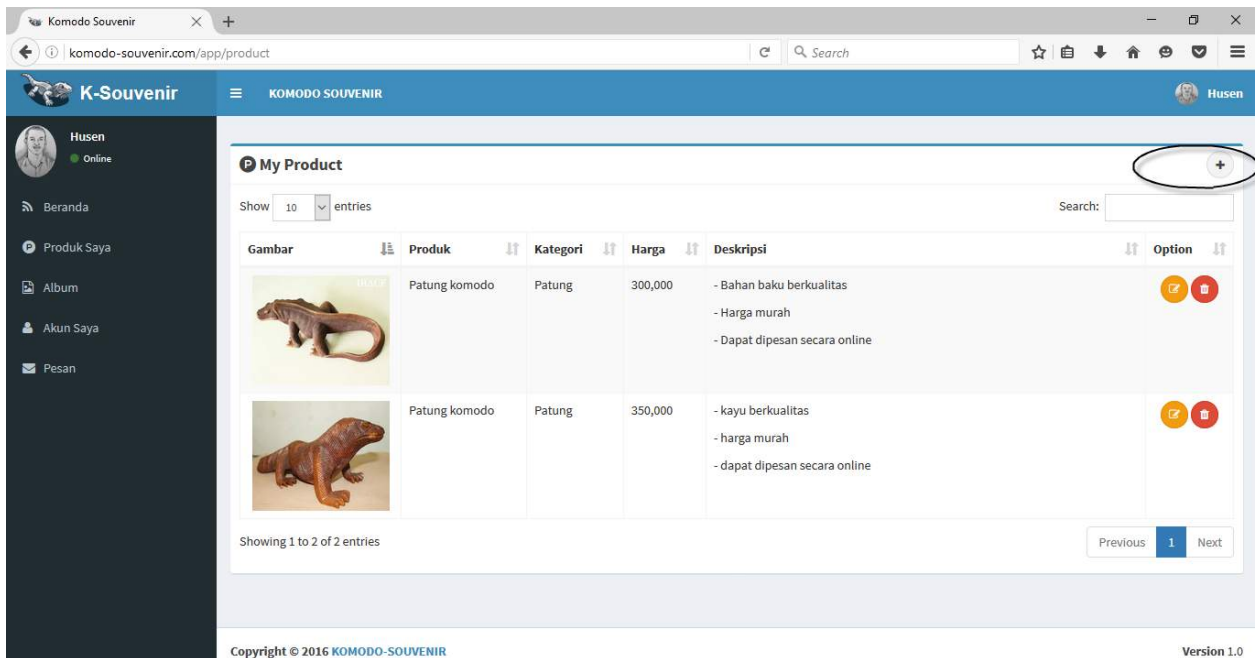 Komodo Souvenir
komodo-souvenir.com/app/product
Search
K-Souvenir
KOMODO SOUVENIR
Husen
Husen
Online
Beranda
Produk Saya
Album
Akun Saya
Pesan
My Product
Show 10 entries
Search:
Gambar Produk Kategori Harga Deskripsi Option
Patung komodo Patung 300,000 - Bahan baku berkualitas
- Harga murah
- Dapat dipesan secara online
Patung komodo Patung 350,000 - kayu berkualitas
- harga murah
- dapat dipesan secara online
Showing 1 to 2 of 2 entries
Previous 1 Next
Copyright © 2016 KOMODO-SOUVENIR
Version 1.0